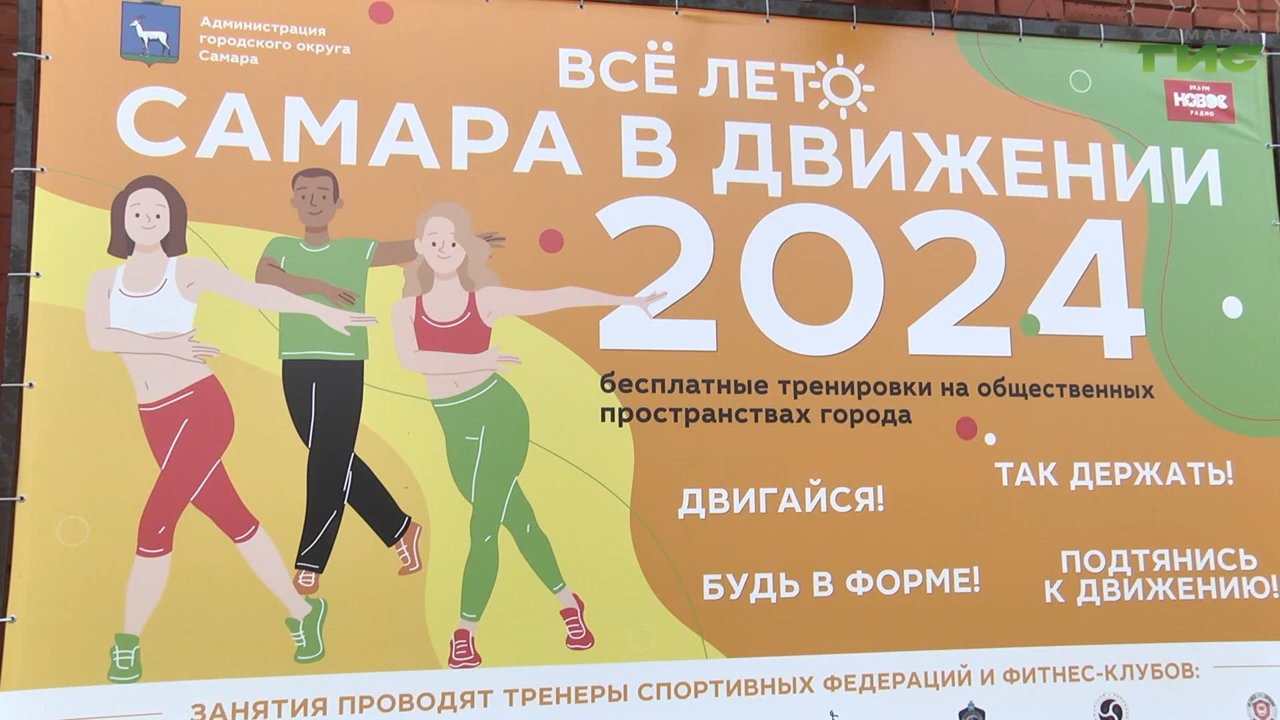 Администрация
городского округа
Самара
ВСЁ ЛЕТО
САМАРА В ДВИЖЕНИИ
2024
бесплатные тренировки на общественных
пространствах города
ДВИГАЙСЯ!
ТАК ДЕРЖАТЬ!
БУДЬ В ФОРМЕ!
ПОДТЯНИСЬ
К ДВИЖЕНИЮ!
ЗАНЯТИЯ ПРОВОДЯТ ТРЕНЕРЫ СПОРТИВНЫХ ФЕДЕРАЦИЙ И ФИТНЕС-КЛУБОВ:
САМАРА
ГИС
НОВОЕ
РАДИО